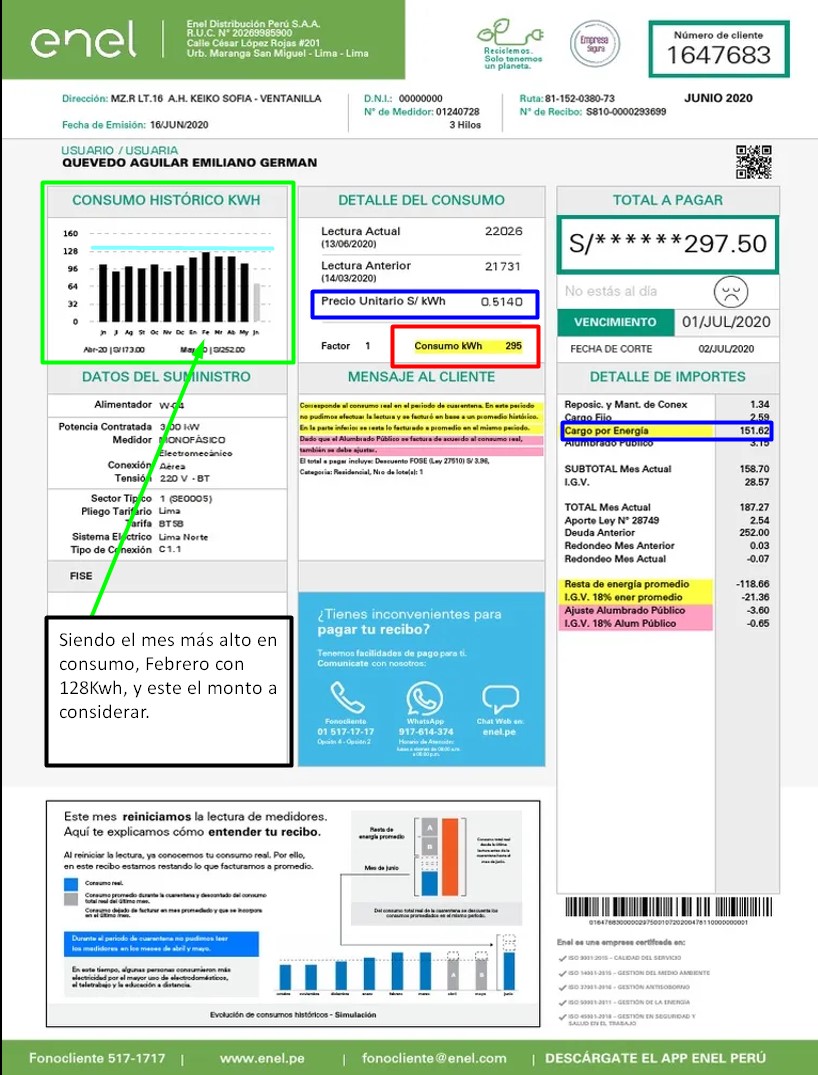 enel
Enel Distribución Perú S.A.A.
R.U.C. N° 20269985900
Calle César López Rojas #201
Urb. Maranga San Miguel - Lima - Lima
Reciclemos.
Solo tenemos
un planeta.
Empresa
Segura
Número de cliente
1647683
Dirección: MZ.R LT.16 A.H. KEIKO SOFIA - VENTANILLA
Fecha de Emisión: 16/JUN/2020
D.N.I.: 00000000
N° de Medidor: 01240728
3 Hilos
Ruta: 81-152-0380-73
N° de Recibo: S810-0000293699
JUNIO 2020
USUARIO / USUARIA
QUEVEDO AGUILAR EMILIANO GERMAN
CONSUMO HISTÓRICO KWH
160
128
96
64
32
0
Jn Jl Ag St Oc Nv Dc En Fe Mr Ab My Jn
Abr-20 | S/173.00
S/252.00
DETALLE DEL CONSUMO
Lectura Actual 22026
(13/06/2020)
Lectura Anterior 21731
(14/03/2020)
Precio Unitario S/ kWh 0.5140
Factor 1 Consumo kWh 295
TOTAL A PAGAR
S/******297.50
No estás al día
VENCIMIENTO 01/JUL/2020
FECHA DE CORTE 02/JUL/2020
DATOS DEL SUMINISTRO
Alimentador
Potencia Contratada kW
Medidor MONOFÁSICO
Electromecánico
Conexión Aérea
Tensión 220 V - BT
Sector Típico 1 (SE0005)
Pliego Tarifario Lima
Tarifa BT5B
Sistema Eléctrico Lima Norte
Tipo de Conexión C1.1
FISE
Siendo el mes más alto en
consumo, Febrero con
128Kwh, y este el monto a
considerar.
MENSAJE AL CLIENTE
Corresponde al consumo real en el periodo de cuarentena. En este periodo
no pudimos efectuar la lectura y se facturó en base a un promedio histórico.
En la parte inferior se resta lo facturado a promedio en el mismo periodo.
Dado que el Alumbrado Público se factura de acuerdo al consumo real,
también se debe ajustar.
El total a pagar incluye: Descuento FOSE (Ley 27510) S/ 3.96,
Categoría: Residencial, Nro de lote(s): 1
¿Tienes inconvenientes para
pagar tu recibo?
Tenemos facilidades de pago para ti.
Comunícate con nosotros:
Fonocliente
01 517-17-17
Opción 4 - Opción 2
WhatsApp
917-614-374
Horario de Atención:
Chat Web en:
enel.pe
DETALLE DE IMPORTES
Reposic. y Mant. de Conex 1.34
Cargo Fijo 2.59
Cargo por Energía 151.62
Alumbrado Público 3.15
SUBTOTAL Mes Actual 158.70
I.G.V. 28.57
TOTAL Mes Actual 187.27
Aporte Ley N° 28749 2.54
Deuda Anterior 252.00
Redondeo Mes Anterior 0.03
Redondeo Mes Actual -0.07
Resta de energía promedio -118.66
I.G.V. 18% ener promedio -21.36
Ajuste Alumbrado Público -3.60
I.G.V. 18% Alum Público -0.65
Este mes reiniciamos la lectura de medidores.
Aquí te explicamos cómo entender tu recibo.
Al reiniciar la lectura, ya conocemos tu consumo real. Por ello,
en este recibo estamos restando lo que facturamos a promedio.
Consumo real.
Consumo promedio durante la cuarentena y descontado del consumo
total real del último mes.
Consumo dejado de facturar en mes promediado y que se incorpora
en el último mes.
Durante el periodo de cuarentena no pudimos leer
los medidores en los meses de abril y mayo.
En este tiempo, algunas personas consumieron más
electricidad por el mayor uso de electrodomésticos,
el teletrabajo y la educación a distancia.
Resta de
energía promedio
Mes de junio
A
B
Del consumo total real de la cuarentena se descuenta los
consumos promediados en el mismo periodo.
A
B
octubre noviembre diciembre enero febrero marzo abril mayo junio
Evolución de consumos históricos - Simulación
Enel es una empresa certificada en:
ISO 9001:2015 - CALIDAD DEL SERVICIO
ISO 14001:2015 - GESTIÓN DEL MEDIO AMBIENTE
ISO 37001:2016 - GESTIÓN ANTISOBORNO
ISO 50001:2011 - GESTIÓN DE LA ENERGÍA
ISO 45001:2018 - GESTIÓN EN SEGURIDAD Y
SALUD EN EL TRABAJO
Fonocliente 517-1717 | www.enel.pe | fonocliente@enel.com | DESCÁRGATE EL APP ENEL PERÚ